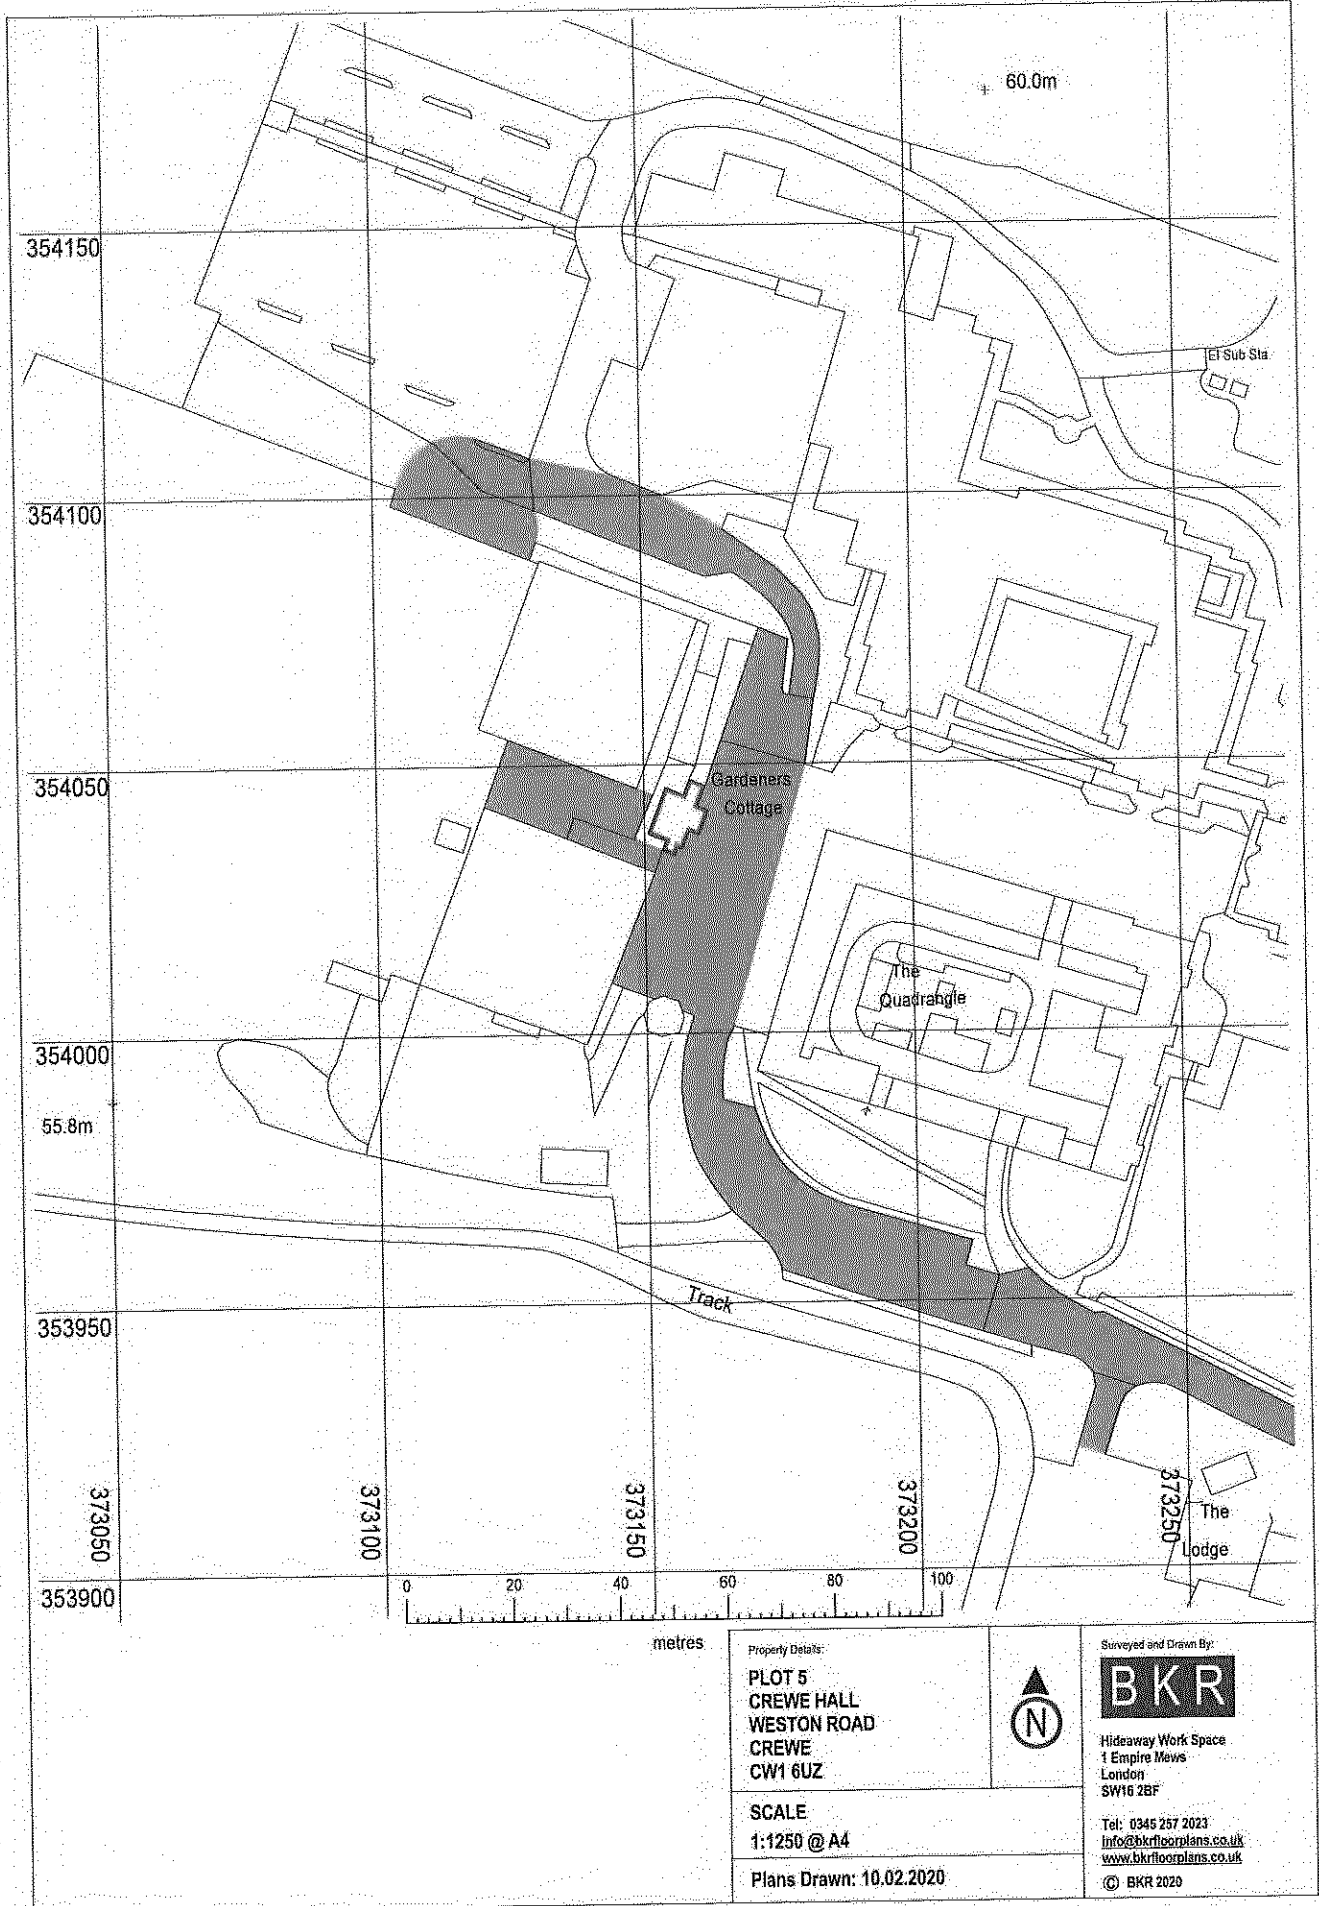 60.0m
354150
El Sub Sta
354100
354050
Gardeners
Cottage
The
Quadrangle
354000
55.8m
353950
Track
373050
373100
373150
373200
373250
The
Lodge
353900
0 20 40 60 80 100
metres
Property Details:
PLOT 5
CREWE HALL
WESTON ROAD
CREWE
CW1 6UZ
SCALE
1:1250 @ A4
Plans Drawn: 10.02.2020
N
Surveyed and Drawn By:
BKR
Hideaway Work Space
1 Empire Mews
London
SW16 2BF
Tel: 0345 257 2023
info@bkrfloorplans.co.uk
www.bkrfloorplans.co.uk
© BKR 2020